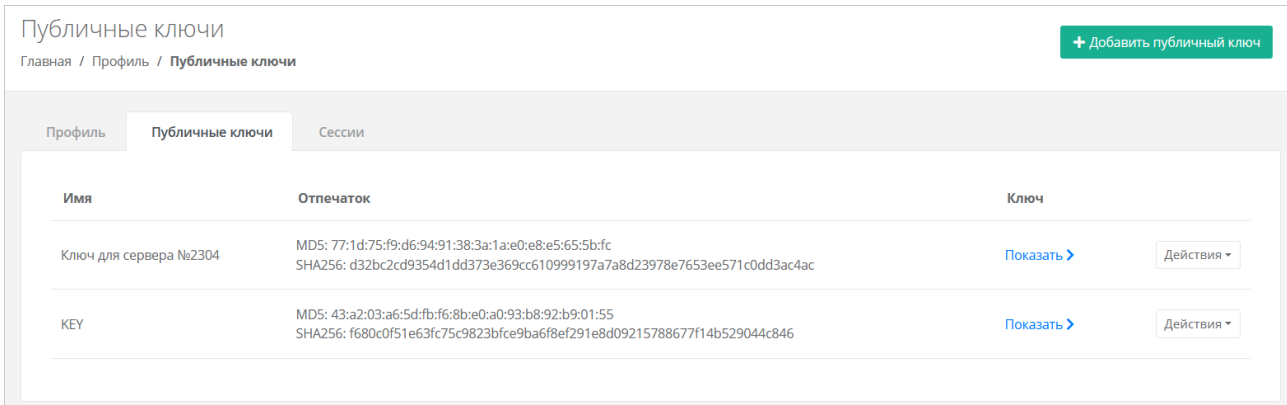 Публичные ключи
+ Добавить публичный ключ
Главная / Профиль / Публичные ключи
Профиль Публичные ключи Сессии
Имя Отпечаток Ключ
MD5: 77:1d:75:f9:d6:94:91:38:3a:1a:e0:e8:e5:65:5b:fc
Ключ для сервера №2304 Показать Действия
SHA256: d32bc2cd9354d1dd373e369cc610999197a7a8d23978e7653ee571c0dd3ac4ac
MD5: 43:a2:03:a6:5d:fb:f6:8b:e0:a0:93:b8:92:b9:01:55
KEY Показать Действия
SHA256: f680c0f51e63fc75c9823bfce9ba6f8ef291e8d09215788677f14b529044c846